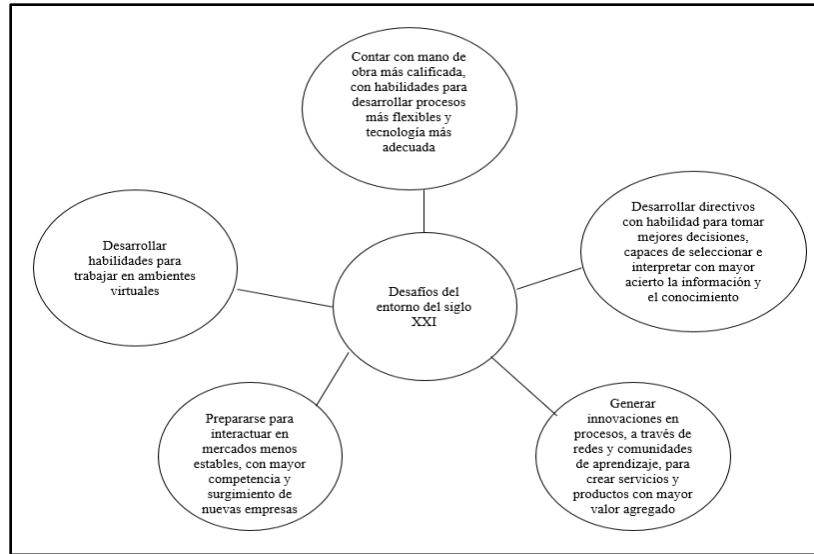 Contar con mano de
obra más calificada,
con habilidades para
desarrollar procesos
más flexibles y
tecnología más
adecuada
Desarrollar directivos
con habilidad para tomar
mejores decisiones,
capaces de seleccionar e
interpretar con mayor
acierto la información y
el conocimiento
Desarrollar
habilidades para
trabajar en ambientes
virtuales
Desafíos del
entorno del siglo
XXI
Prepararse para
interactuar en
mercados menos
estables, con mayor
competencia y
surgimiento de
nuevas empresas
Generar
innovaciones en
procesos, a través de
redes y comunidades
de aprendizaje, para
crear servicios y
productos con mayor
valor agregado